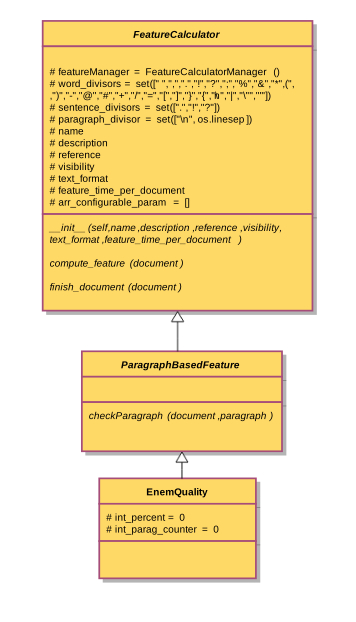 FeatureCalculator
# featureManager = FeatureCalculatorManager ()
# word_divisors = set([" ",",",".","!","?",";","%","&","*",(",
,")","-","@","#","+","/","=","[","]","}","{","h","|","\"",""'"])
# sentence_divisors = set([".","!","?"])
# paragraph_divisor = set(["\n", os.linesep])
# name
# description
# reference
# visibility
# text_format
# feature_time_per_document
# arr_configurable_param = []
__init__ (self,name ,description ,reference ,visibility,
text_format ,feature_time_per_document )
compute_feature (document )
finish_document (document )
ParagraphBasedFeature
checkParagraph (document ,paragraph )
EnemQuality
# int_percent = 0
# int_parag_counter = 0